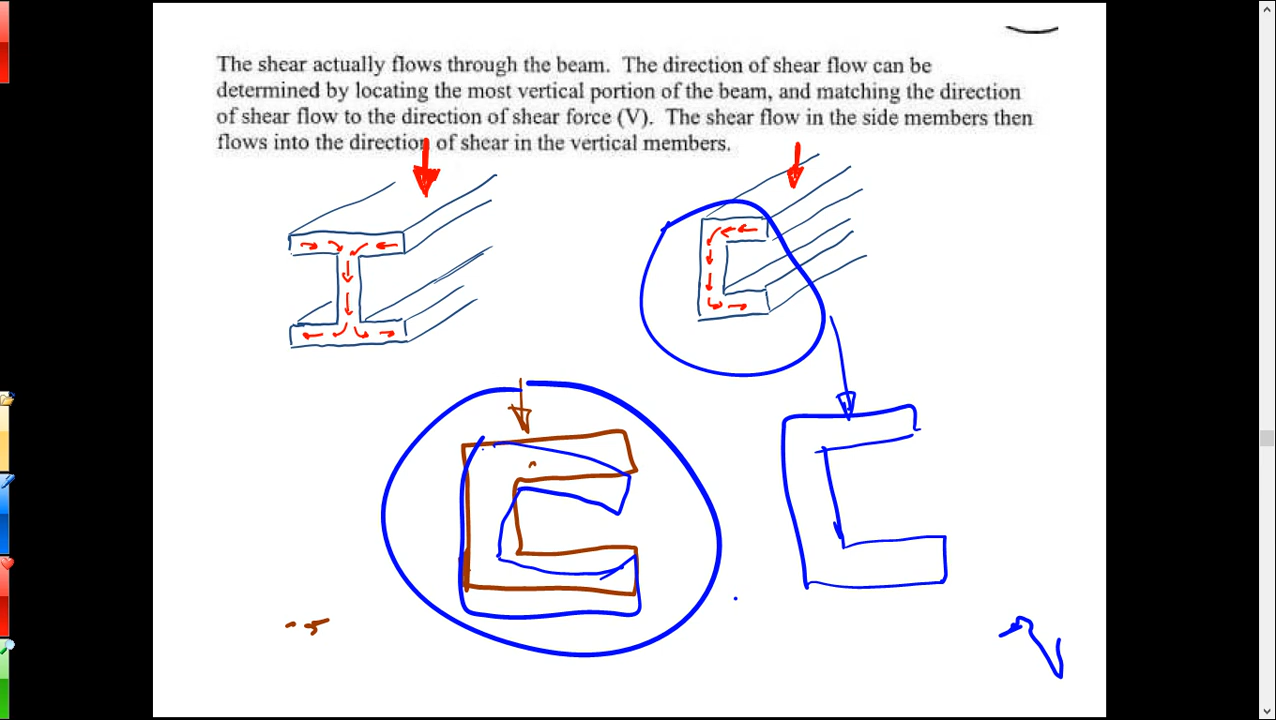 The shear actually flows through the beam.  The direction of shear flow can be
determined by locating the most vertical portion of the beam, and matching the direction
of shear flow to the direction of shear force (V).  The shear flow in the side members then
flows into the direction of shear in the vertical members.